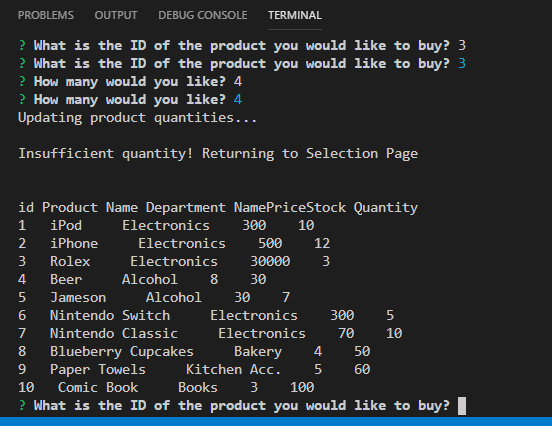 PROBLEMS OUTPUT DEBUG CONSOLE TERMINAL
? What is the ID of the product you would like to buy? 3
? What is the ID of the product you would like to buy? 3
? How many would you like? 4
? How many would you like? 4
Updating product quantities...
Insufficient quantity! Returning to Selection Page
id Product Name Department NamePriceStock Quantity
1 iPod Electronics 300 10
2 iPhone Electronics 500 12
3 Rolex Electronics 30000 3
4 Beer Alcohol 8 30
5 Jameson Alcohol 30 7
6 Nintendo Switch Electronics 300 5
7 Nintendo Classic Electronics 70 10
8 Blueberry Cupcakes Bakery 4 50
9 Paper Towels Kitchen Acc. 5 60
10 Comic Book Books 3 100
? What is the ID of the product you would like to buy?